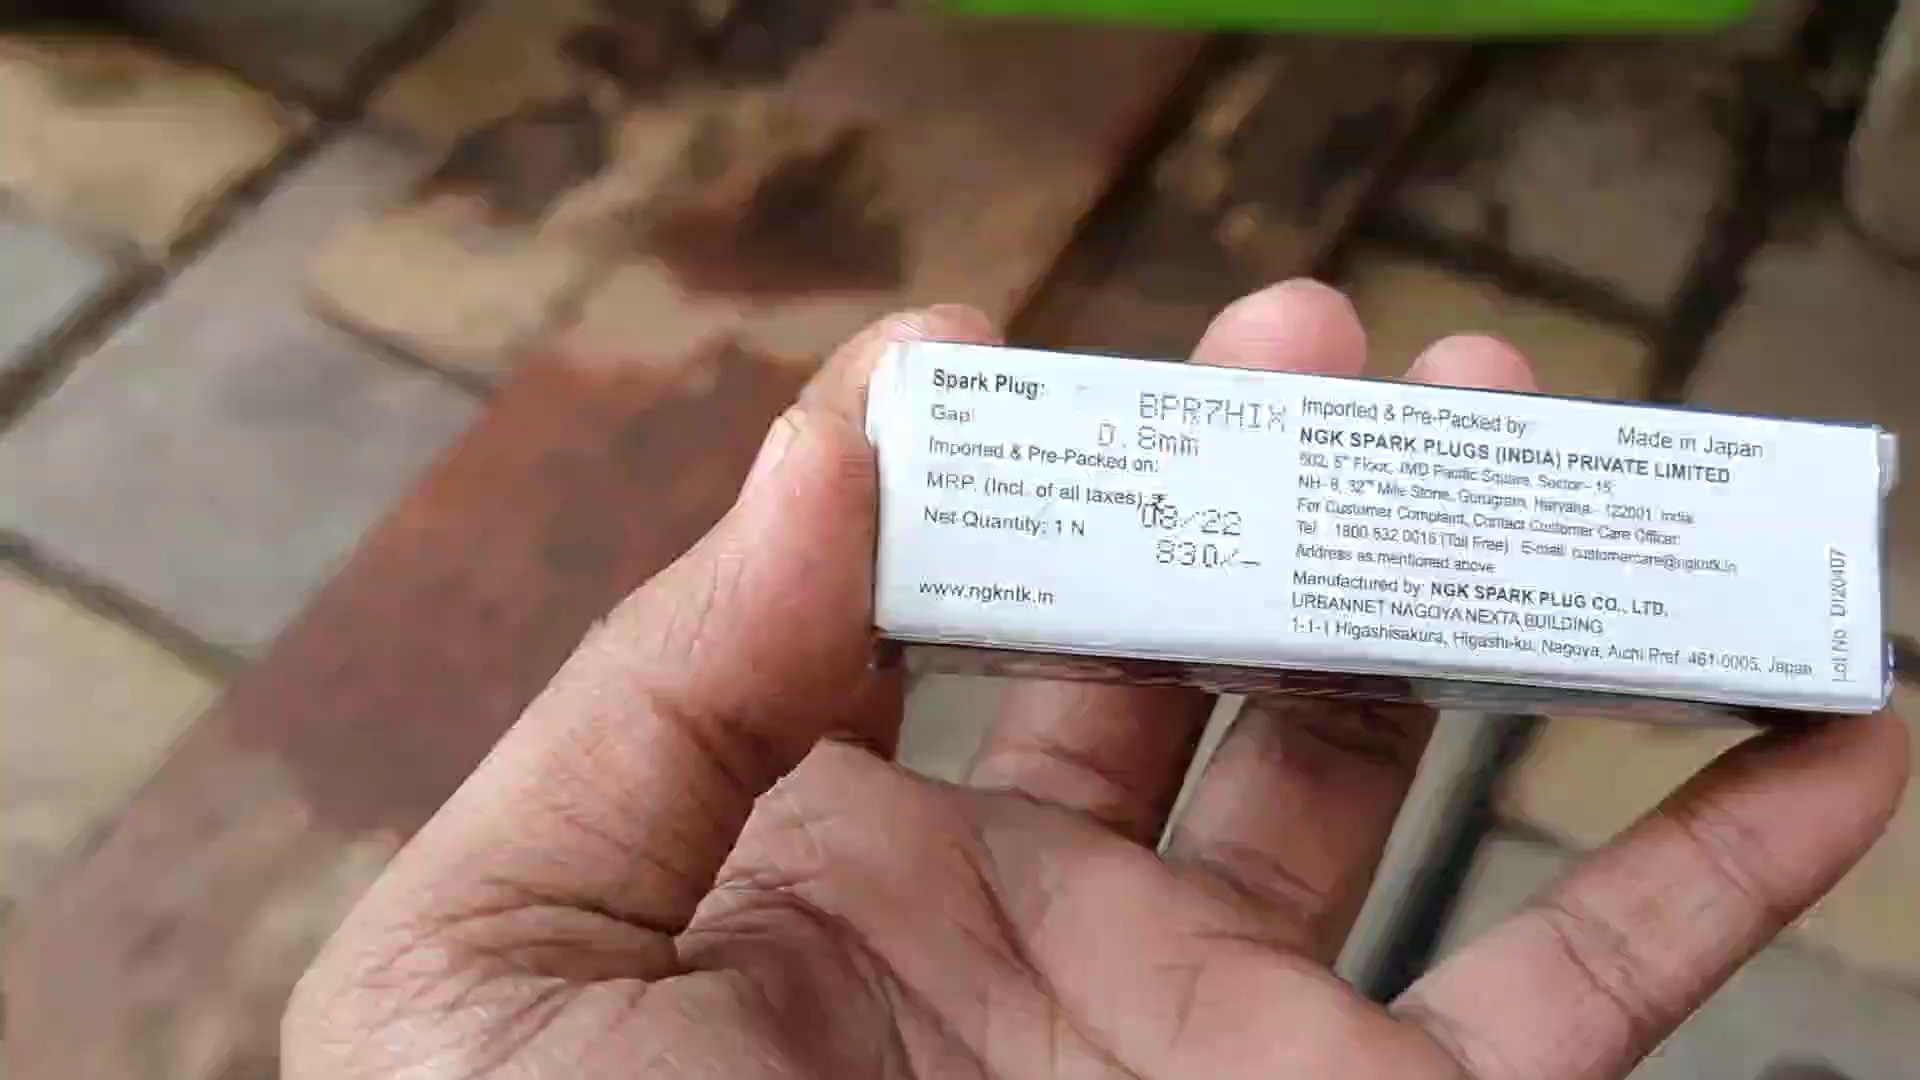 Spark Plug: BPR7HIX
Gap: 0.8mm
Imported & Pre-Packed on:
MRP. (Incl. of all taxes) ₹ 09/22
Net Quantity: 1 N 830/-
www.ngkntk.in
Imported & Pre-Packed by
Made in Japan
NGK SPARK PLUGS (INDIA) PRIVATE LIMITED
502, 5th Floor, JMD Pacific Square, Sector- 15,
NH- 8, 32nd Mile Stone, Gurugram, Haryana - 122001, India
For Customer Complaint, Contact Customer Care Officer
Tel : 1800 532 0016 (Toll Free) E-mail: customercare@ngkntk.in
Address as mentioned above
Manufactured by: NGK SPARK PLUG CO., LTD.
URBANNET NAGOYA NEXTA BUILDING
1-1-1 Higashisakura, Higashi-ku, Nagoya, Aichi Pref. 461-0005, Japan
Lot No.